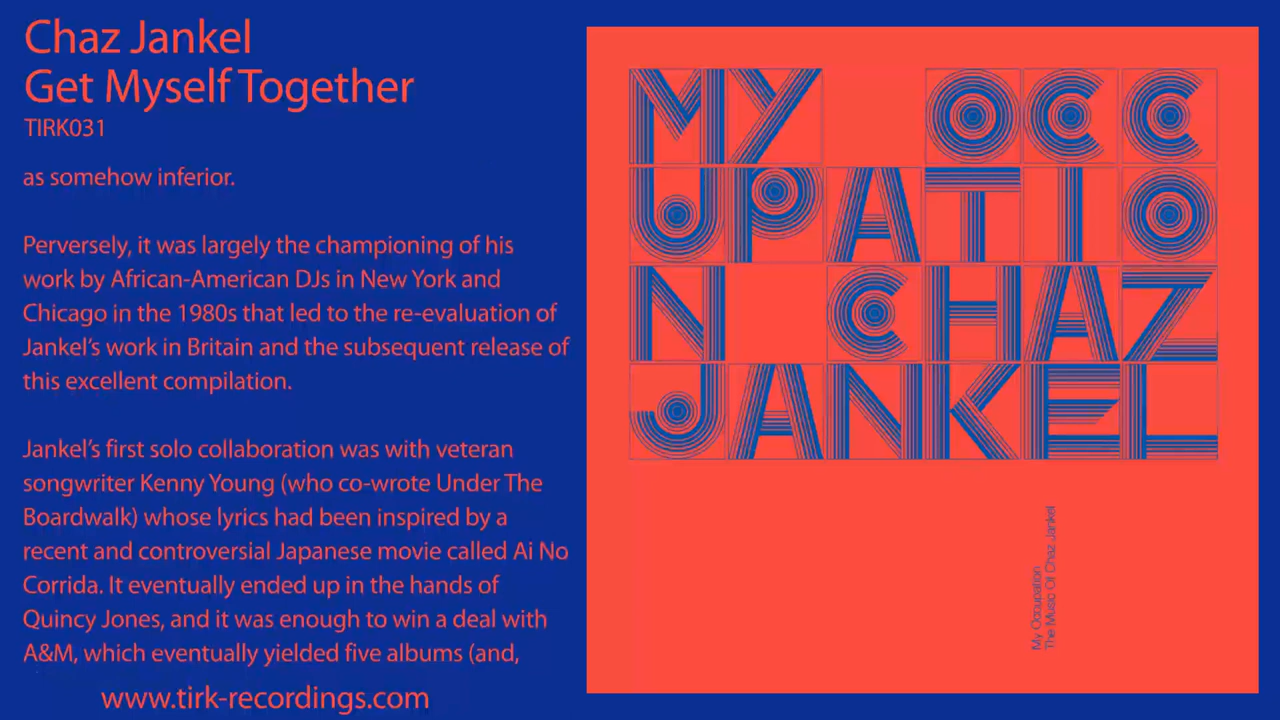 Chaz Jankel
Get Myself Together
TIRK031
as somehow inferior.
Perversely, it was largely the championing of his
work by African-American DJs in New York and
Chicago in the 1980s that led to the re-evaluation of
Jankel's work in Britain and the subsequent release of
this excellent compilation.
Jankel's first solo collaboration was with veteran
songwriter Kenny Young (who co-wrote Under The
Boardwalk) whose lyrics had been inspired by a
recent and controversial Japanese movie called Ai No
Corrida. It eventually ended up in the hands of
Quincy Jones, and it was enough to win a deal with
A&M, which eventually yielded five albums (and,
www.tirk-recordings.com
MY OCC
UPATIO
N CHAZ
JANKEL
My Occupation
The Music Of Chaz Jankel